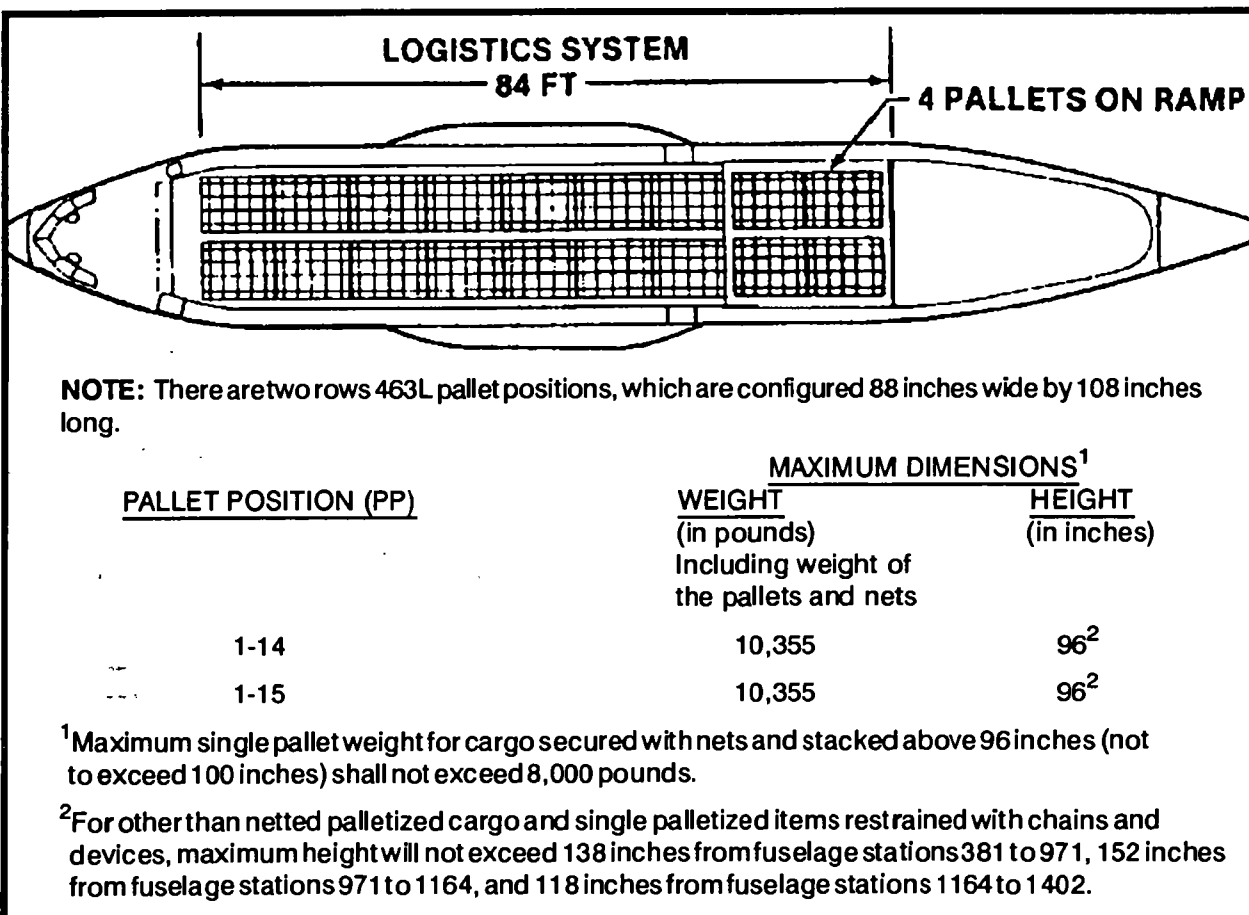 LOGISTICS SYSTEM
84 FT
4 PALLETS ON RAMP
NOTE: There are two rows 463L pallet positions, which are configured 88 inches wide by 108 inches
long.
MAXIMUM DIMENSIONS¹
PALLET POSITION (PP) WEIGHT HEIGHT
(in pounds) (in inches)
Including weight of
the pallets and nets
1-14 10,355 96²
1-15 10,355 96²
¹Maximum single pallet weight for cargo secured with nets and stacked above 96 inches (not
to exceed 100 inches) shall not exceed 8,000 pounds.
²For other than netted palletized cargo and single palletized items restrained with chains and
devices, maximum height will not exceed 138 inches from fuselage stations 381 to 971, 152 inches
from fuselage stations 971 to 1164, and 118 inches from fuselage stations 1164 to 1402.